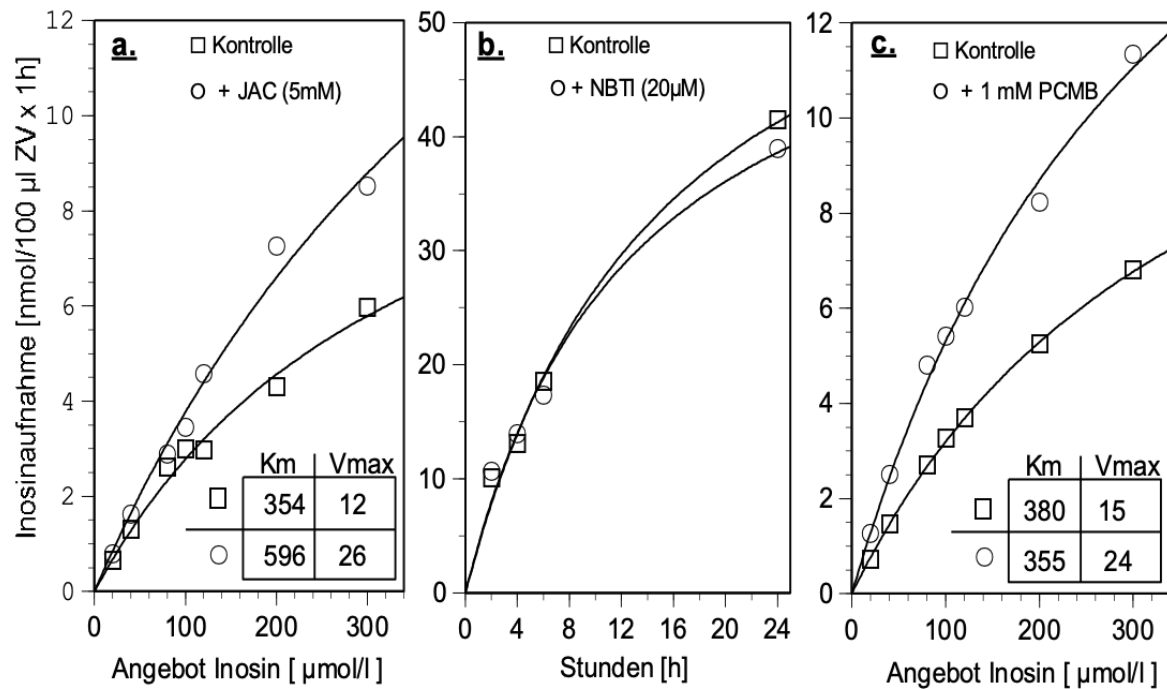 Inosinaufnahme [nmol/100 µl ZV x 1h]
a.
Kontrolle
+ JAC (5mM)
12
10
8
6
4
2
0
Km Vmax
354 12
596 26
0 100 200 300
Angebot Inosin [ µmol/l ]
b.
Kontrolle
+ NBTI (20µM)
50
40
30
20
10
0
0 4 8 12 16 20 24
Stunden [h]
c.
Kontrolle
+ 1 mM PCMB
12
10
8
6
4
2
0
Km Vmax
380 15
355 24
0 100 200 300
Angebot Inosin [ µmol/l ]